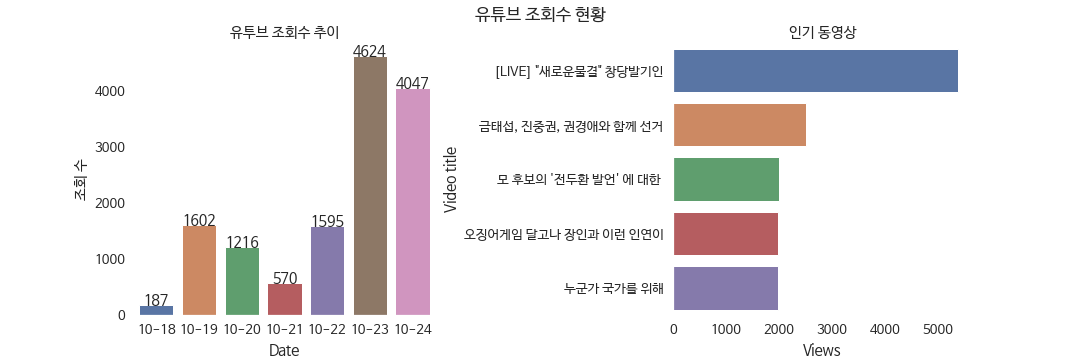 유튜브 조회수 현황
유투브 조회수 추이
조회 수
4000
3000
2000
1000
0
187
1602
1216
570
1595
4624
4047
10-18 10-19 10-20 10-21 10-22 10-23 10-24
Date
인기 동영상
Video title
[LIVE] "새로운물결" 창당발기인
금태섭, 진중권, 권경애와 함께 선거
모 후보의 '전두환 발언' 에 대한
오징어게임 달고나 장인과 이런 인연이
누군가 국가를 위해
0 1000 2000 3000 4000 5000
Views